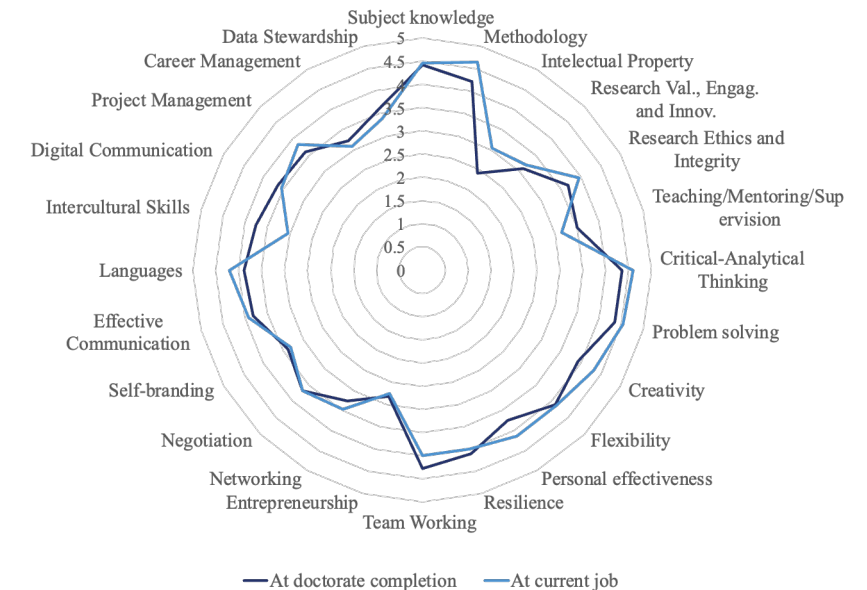 Subject knowledge
Data Stewardship
Methodology
Career Management
Intelectual Property
Project Management
Research Val., Engag.
and Innov.
Digital Communication
Research Ethics and
Integrity
Intercultural Skills
Teaching/Mentoring/Sup
ervision
Languages
Critical-Analytical
Thinking
Effective
Communication
Problem solving
Self-branding
Creativity
Negotiation
Flexibility
Networking
Personal effectiveness
Entrepreneurship
Resilience
Team Working
5
4.5
4
3.5
3
2.5
2
1.5
1
0.5
0
At doctorate completion
At current job